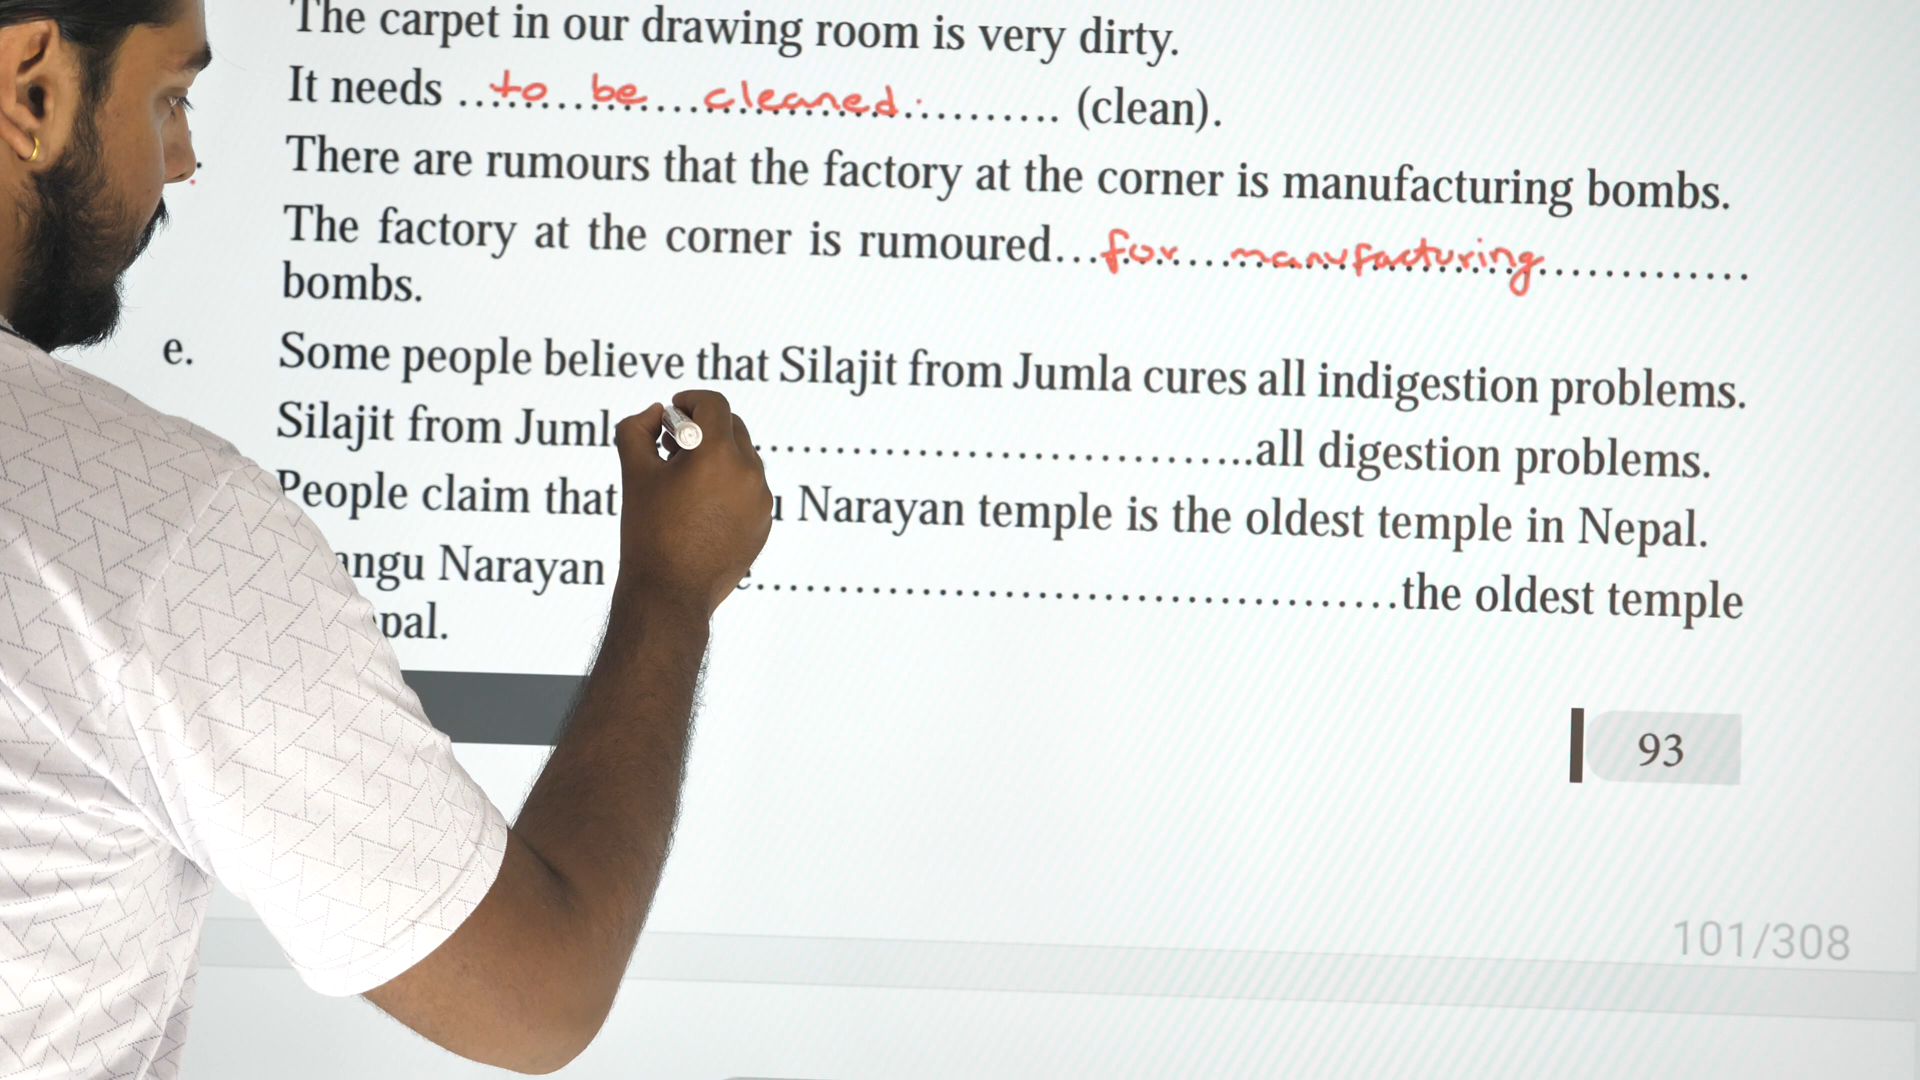 The carpet in our drawing room is very dirty.
It needs ...to be cleaned........... (clean).
There are rumours that the factory at the corner is manufacturing bombs.
The factory at the corner is rumoured...for manufacturing..............
bombs.
e. Some people believe that Silajit from Jumla cures all indigestion problems.
Silajit from ..................................all digestion problems.
People claim that Narayan temple is the oldest temple in Nepal.
Narayan ............................................the oldest temple
93
101/308